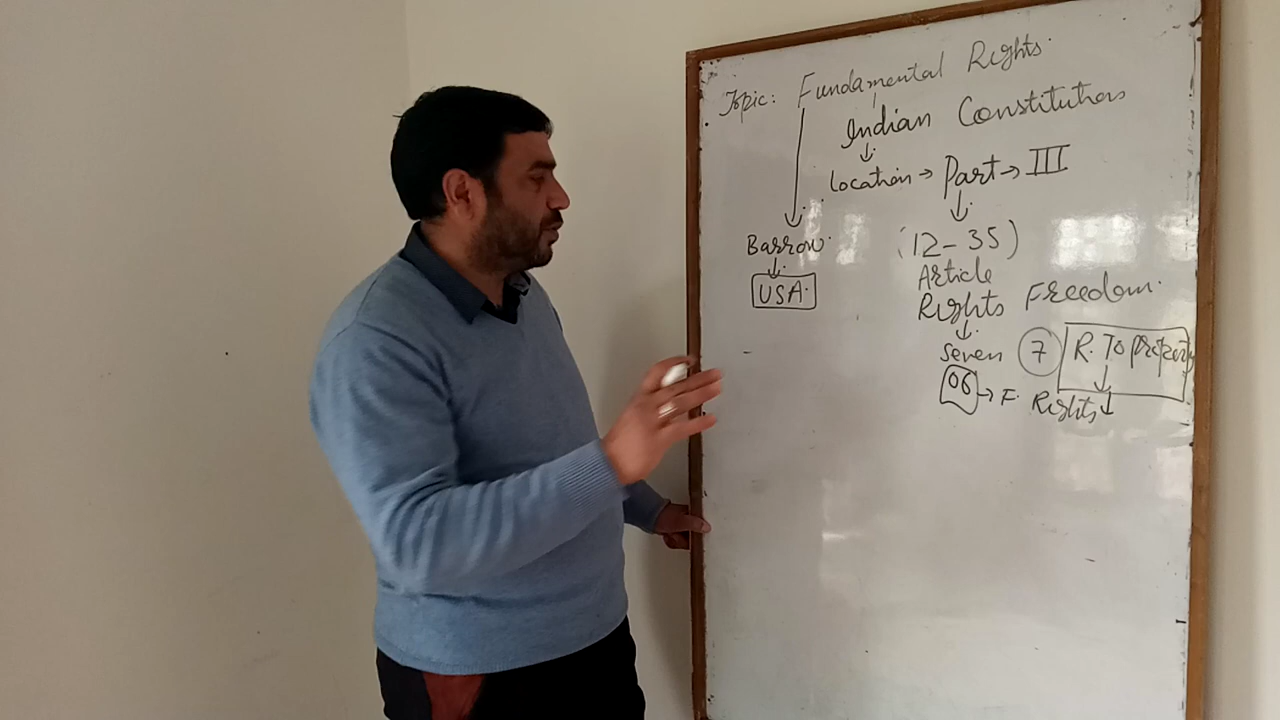 Topic: Fundamental Rights.
Indian Constitution
location → Part → III
Barrow.
(12-35)
USA.
Article
Rights Freedom.
Seven 7 R. To property
06 → F. Rights